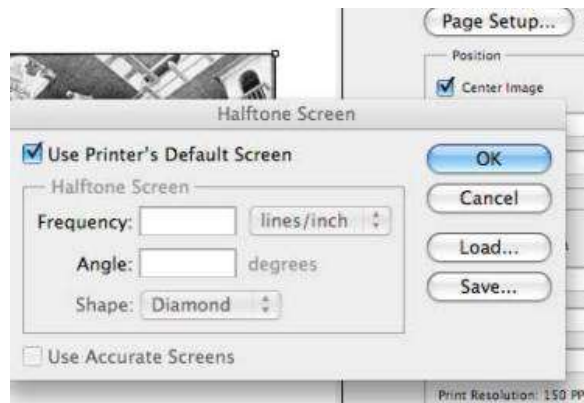 Page Setup...
Position
Center Image
Halftone Screen
Use Printer's Default Screen
OK
Halftone Screen
Cancel
Frequency:
lines/inch
Load...
Angle:
degrees
Save...
Shape: Diamond
Use Accurate Screens
Print Resolution: 150